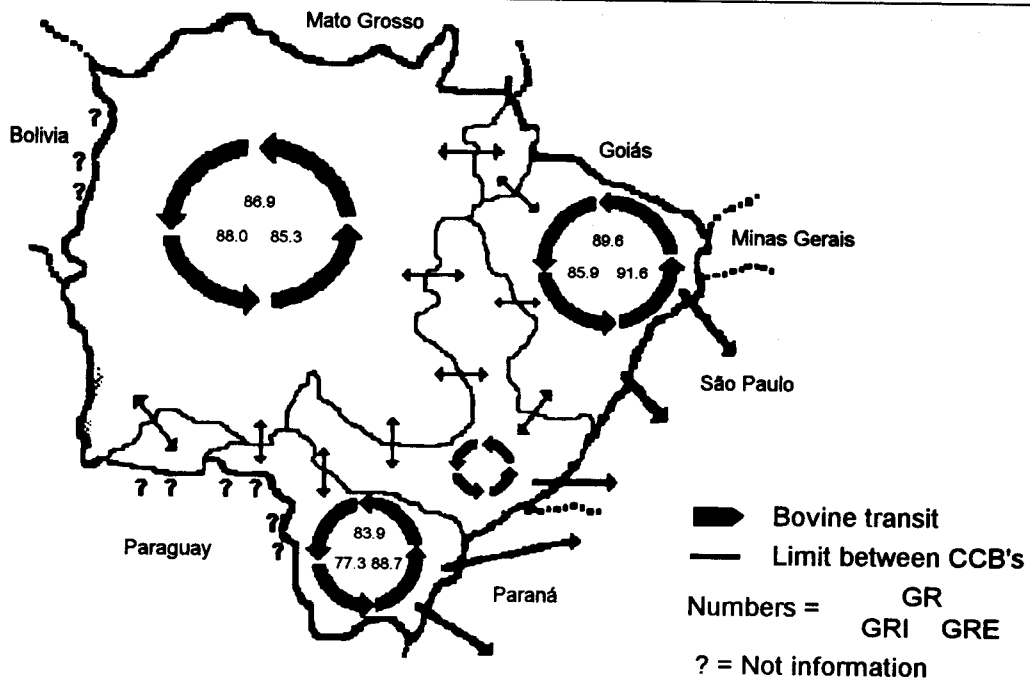 Mato Grosso
?
Bolívia
?
?
Goiás
86.9
88.0 85.3
89.6
85.9 91.6
Minas Gerais
São Paulo
? ? ? ?
?
?
Paraguay
83.9
77.3 88.7
Paraná
Bovine transit
Limit between CCB's
Numbers = GR
GRI GRE
? = Not information